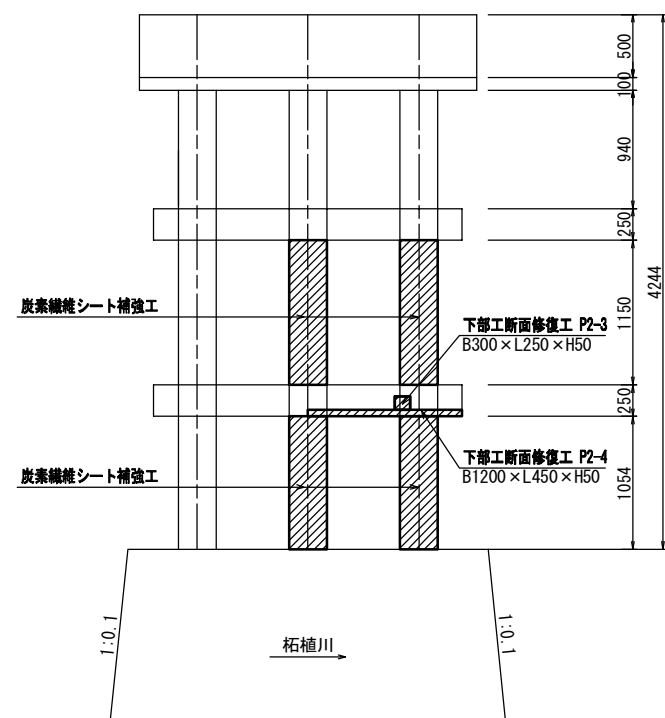 500
100
940
250
1150
250
1054
4244
炭素繊維シート補強工
下部工断面修復工 P2-3
B300×L250×H50
下部工断面修復工 P2-4
B1200×L450×H50
炭素繊維シート補強工
1:0.1
柘植川
1:0.1